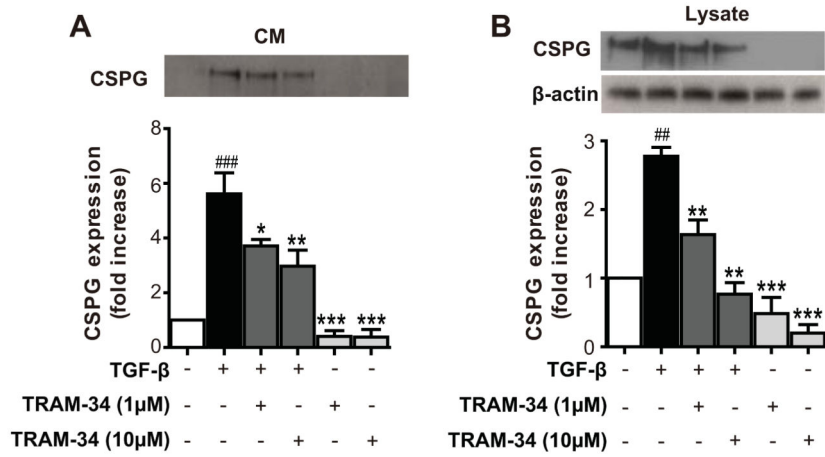 A
CM
CSPG
CSPG expression
(fold increase)
8
6
4
2
0
###
*
**
***
***
TGF-β - + + + - -
TRAM-34 (1μM) - - + - + -
TRAM-34 (10μM) - - - + - +
B
Lysate
CSPG
β-actin
CSPG expression
(fold increase)
3
2
1
0
##
**
**
***
***
TGF-β - + + + - -
TRAM-34 (1μM) - - + - + -
TRAM-34 (10μM) - - - + - +